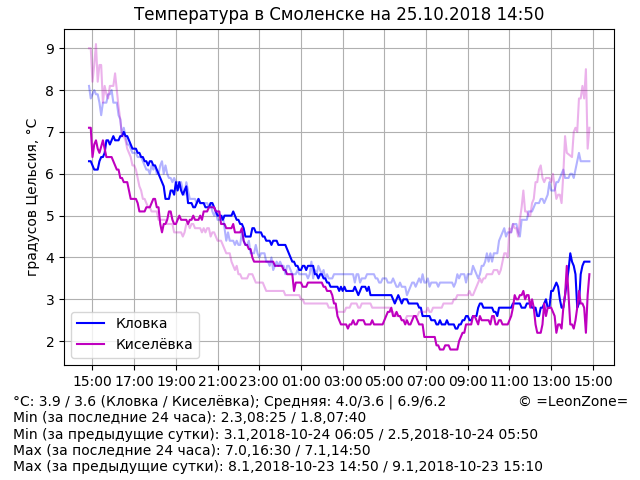 Температура в Смоленске на 25.10.2018 14:50
градусов Цельсия, °C
9
8
7
6
5
4
3
2
Кловка
Киселёвка
15:00 17:00 19:00 21:00 23:00 01:00 03:00 05:00 07:00 09:00 11:00 13:00 15:00
°C: 3.9 / 3.6 (Кловка / Киселёвка); Средняя: 4.0/3.6 | 6.9/6.2 © =LeonZone=
Min (за последние 24 часа): 2.3,08:25 / 1.8,07:40
Min (за предыдущие сутки): 3.1,2018-10-24 06:05 / 2.5,2018-10-24 05:50
Max (за последние 24 часа): 7.0,16:30 / 7.1,14:50
Max (за предыдущие сутки): 8.1,2018-10-23 14:50 / 9.1,2018-10-23 15:10